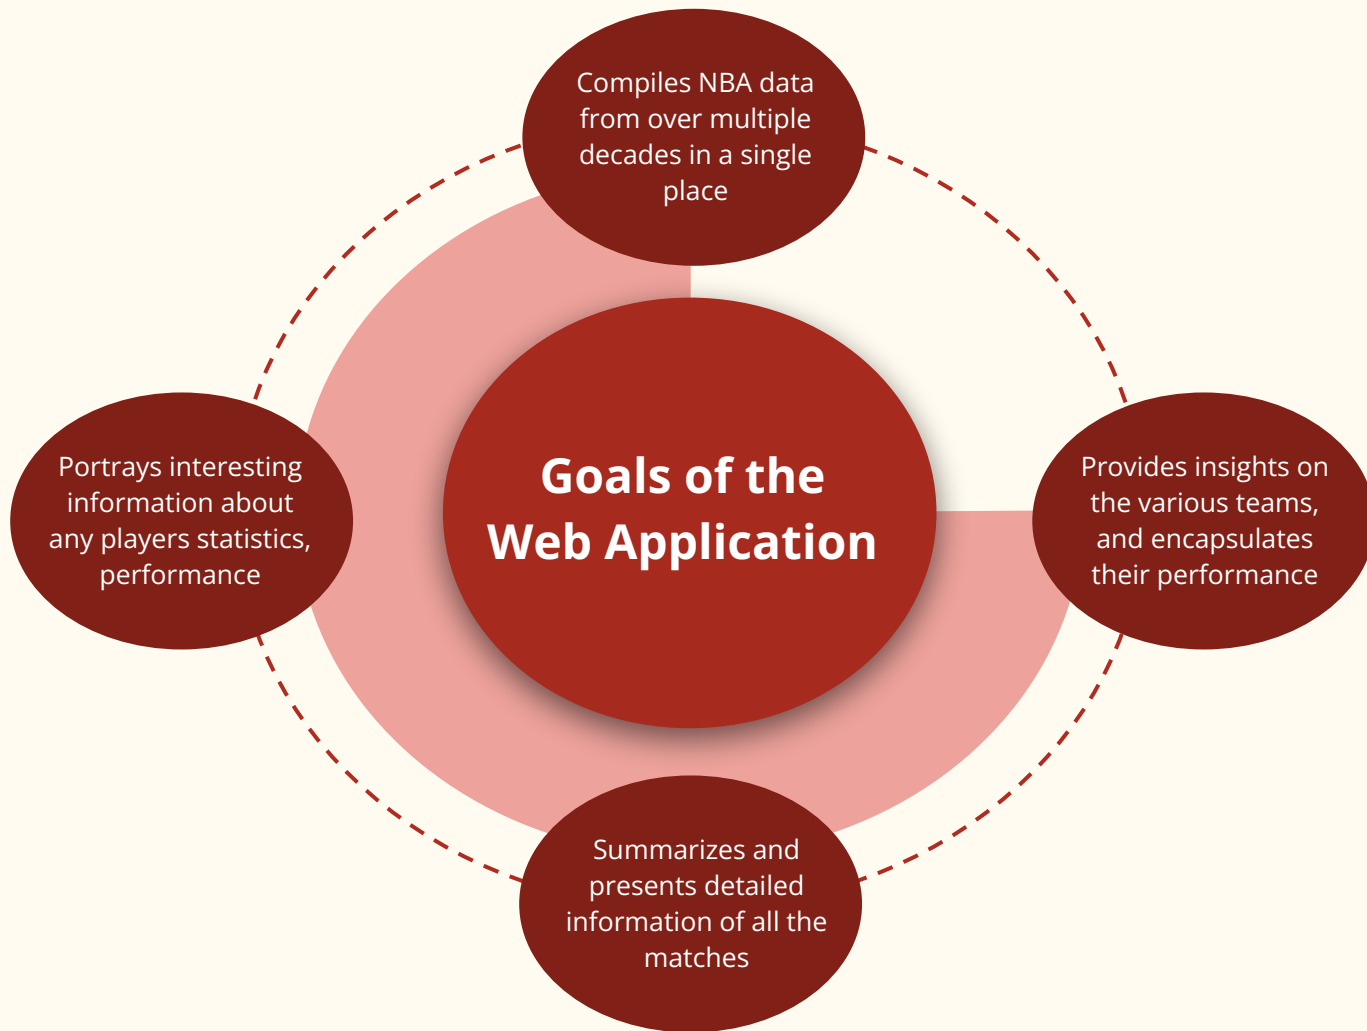 Compiles NBA data
from over multiple
decades in a single
place
Portrays interesting
information about
any players statistics,
performance
Goals of the
Web Application
Provides insights on
the various teams,
and encapsulates
their performance
Summarizes and
presents detailed
information of all the
matches